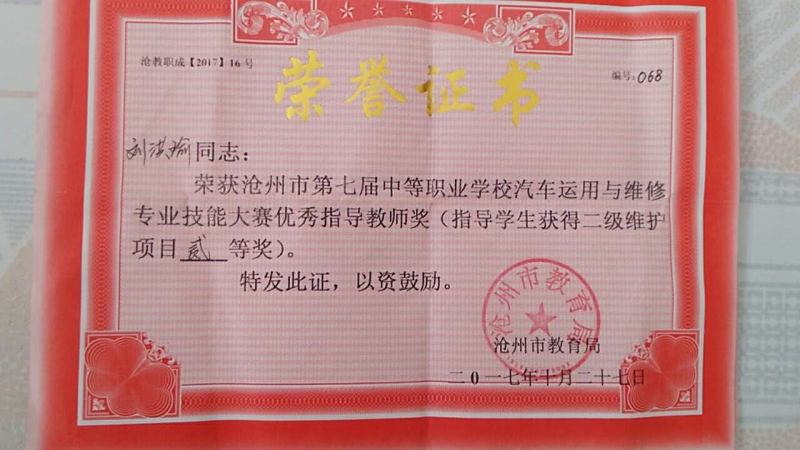 沧教职成【2017】16号
编号:068
荣誉证书
刘洪瑜同志：
荣获沧州市第七届中等职业学校汽车运用与维修
专业技能大赛优秀指导教师奖（指导学生获得二级维护
项目贰等奖）。
特发此证，以资鼓励。
沧州市教育局
沧州市教育局
二0一七年十月二十七日